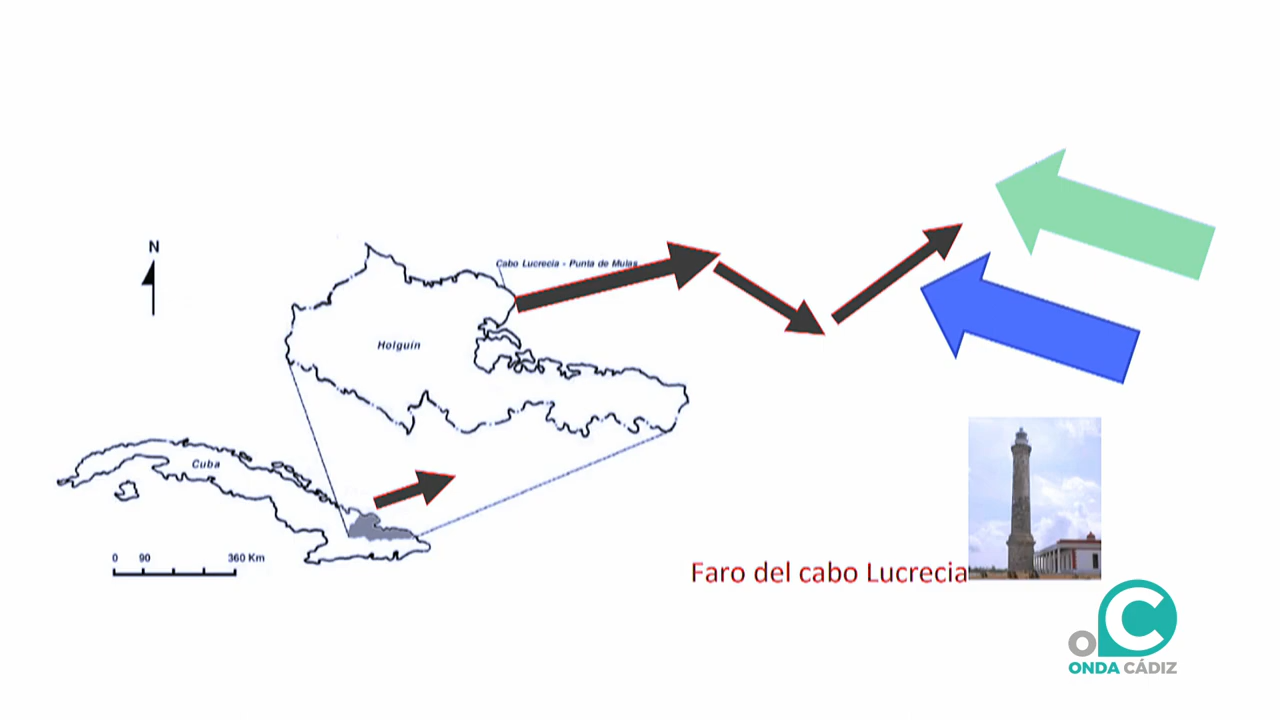 N
Cabo Lucrecia - Punta de Mulas
Holguín
Cuba
0 90 360 Km
Faro del cabo Lucrecia
ONDA CÁDIZ